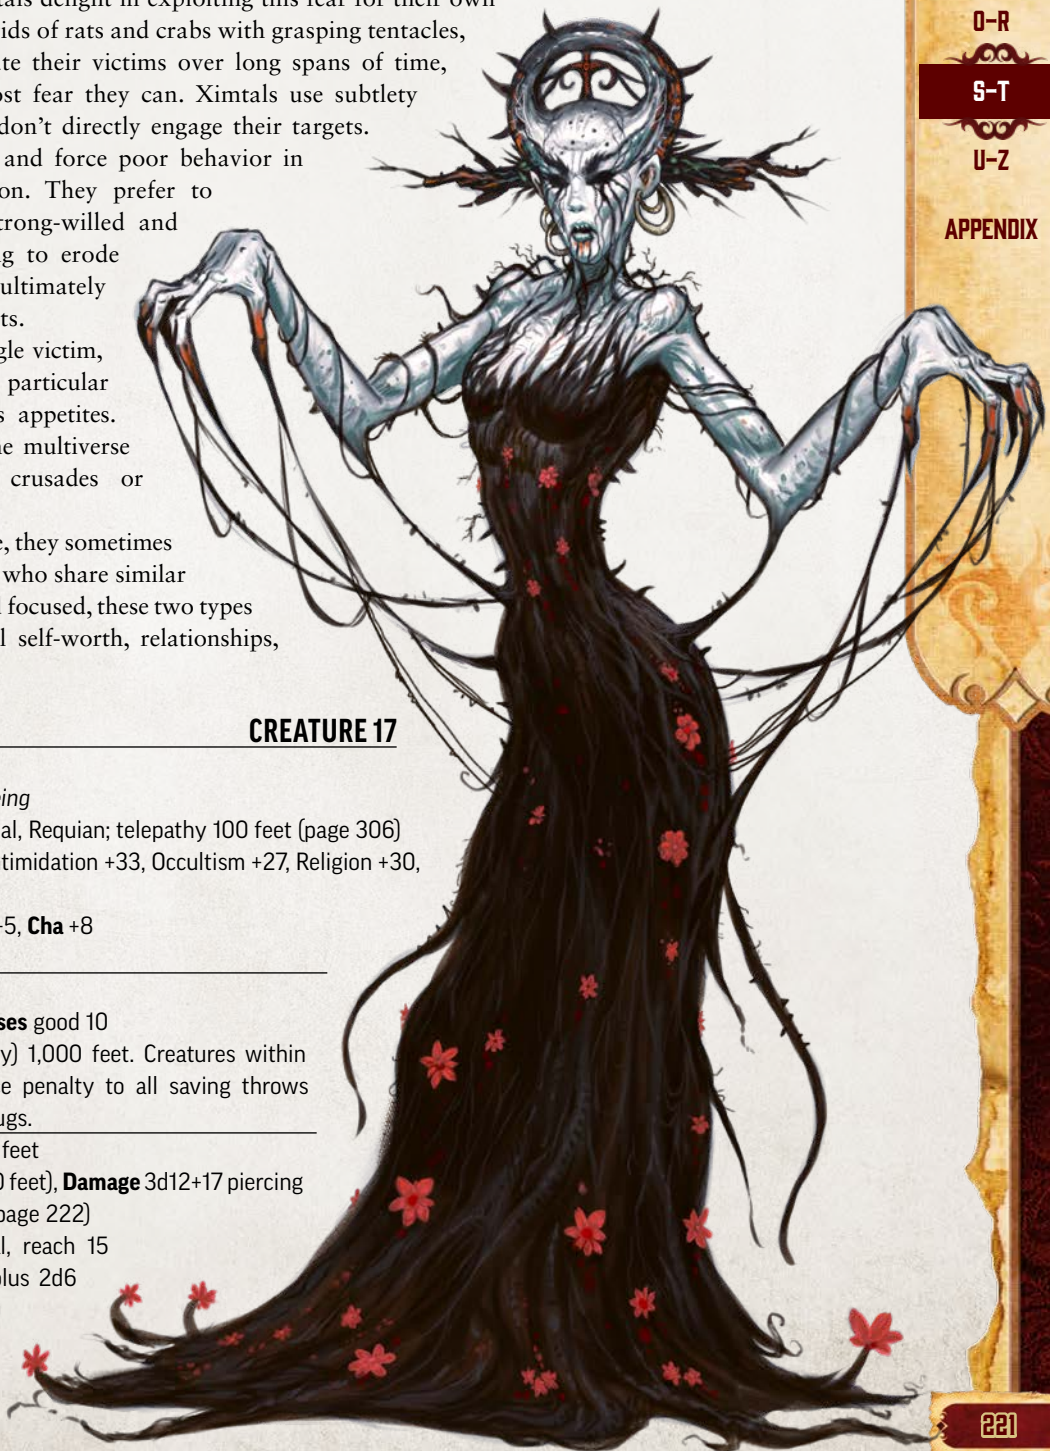 tals delight in exploiting this fear for their own
ids of rats and crabs with grasping tentacles,
te their victims over long spans of time,
ost fear they can. Ximtals use subtlety
don't directly engage their targets.
and force poor behavior in
on. They prefer to
trong-willed and
g to erode
ultimately
ts.
gle victim,
particular
s appetites.
ne multiverse
crusades or
e, they sometimes
who share similar
l focused, these two types
l self-worth, relationships,
CREATURE 17
ing
al, Requian; telepathy 100 feet (page 306)
ntimidation +33, Occultism +27, Religion +30,
+5, Cha +8
ses good 10
y) 1,000 feet. Creatures within
e penalty to all saving throws
ugs.
feet
0 feet), Damage 3d12+17 piercing
page 222)
l, reach 15
plus 2d6
O–R
S–T
U–Z
APPENDIX
221